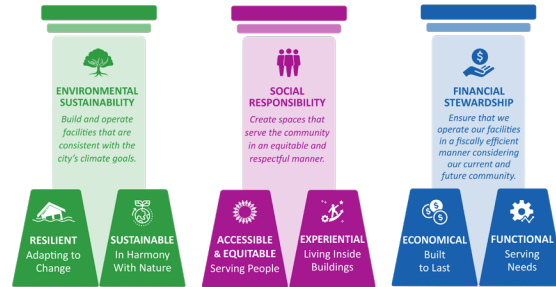 ENVIRONMENTAL
SUSTAINABILITY
Build and operate
facilities that are
consistent with the
city's climate goals.
RESILIENT
Adapting to
Change
SUSTAINABLE
In Harmony
With Nature
SOCIAL
RESPONSIBILITY
Create spaces that
serve the community
in an equitable and
respectful manner.
ACCESSIBLE
& EQUITABLE
Serving People
EXPERIENTIAL
Living Inside
Buildings
FINANCIAL
STEWARDSHIP
Ensure that we
operate our facilities
in a fiscally efficient
manner considering
our current and
future community.
ECONOMICAL
Built
to Last
FUNCTIONAL
Serving
Needs